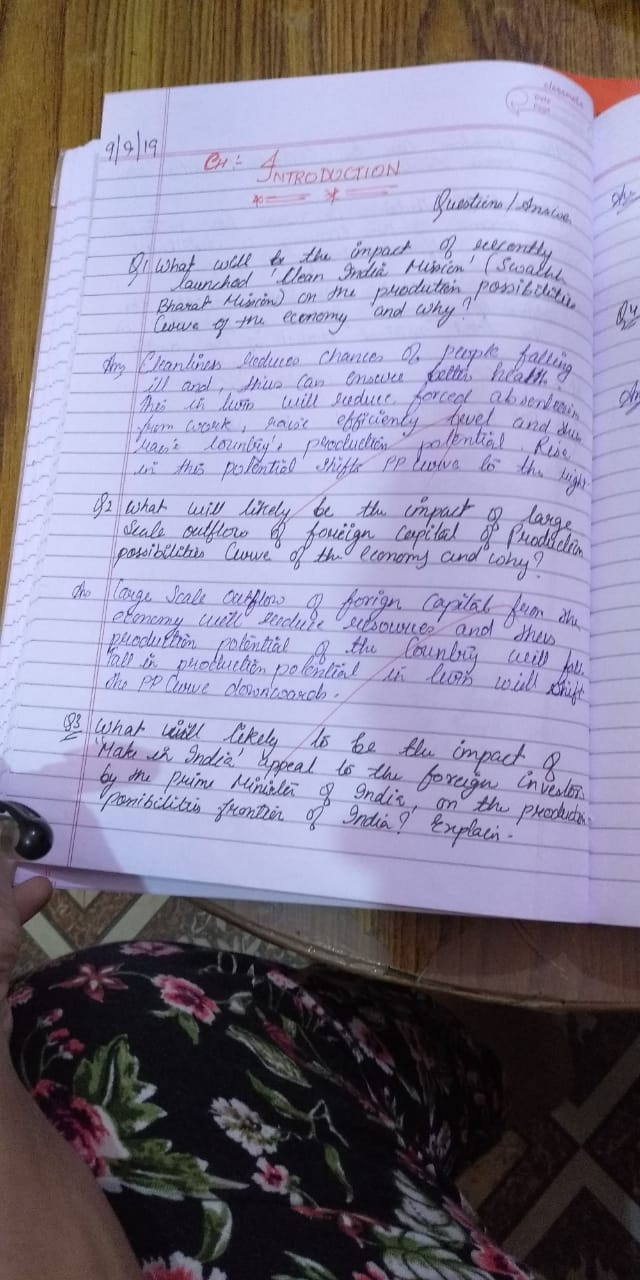 classmate
Date
Page
9/9/19
CH :- 1
INTRODUCTION
Questions / Answer
Q1 What will be the impact of recently
launched 'Clean India Mission' (Swachh
Bharat Mission) on the production possibilities
Curve of the economy and why?
Ans Cleanliness reduces chances of people falling
ill and, thus can ensure better health.
This in turn will reduce forced absenteeism
from work, raise efficiency level and thus
raise country's production potential. Rise
in this potential shifts PP curve to the right.
Q2 What will likely be the impact of large
Scale outflow of foreign capital of Production
possibilities Curve of the economy and why?
Ans Large Scale outflow of forign capital from the
economy will reduce resources and thus
production potential of the country will fall.
Fall in production potential in turn will shift
the PP Curve downwards.
Q3 What will likely to be the impact of
'Make in India' appeal to the foreign investors
by the Prime Minister of India, on the production
possibilities frontier of India? Explain.
Q4